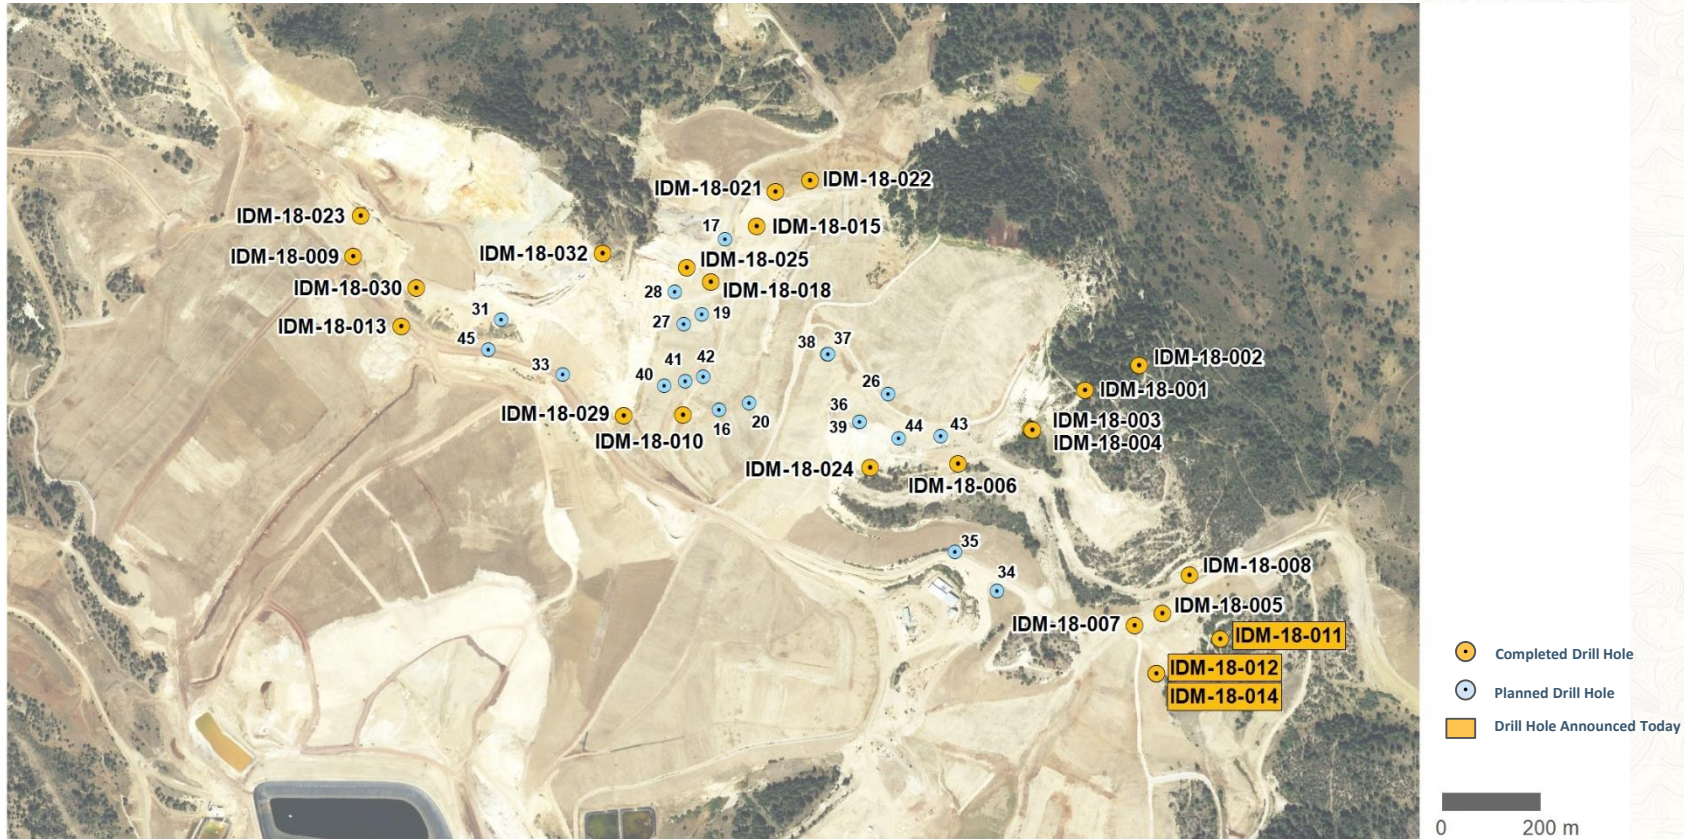 IDM-18-022
IDM-18-021
IDM-18-023
IDM-18-015
17
IDM-18-009
IDM-18-032
IDM-18-025
IDM-18-030
28
IDM-18-018
31
19
IDM-18-013
27
45
38
37
41
42
IDM-18-002
33
40
26
IDM-18-001
36
IDM-18-029
16
20
39
IDM-18-003
IDM-18-010
44
43
IDM-18-004
IDM-18-024
IDM-18-006
35
IDM-18-008
34
IDM-18-005
IDM-18-007
IDM-18-011
IDM-18-012
IDM-18-014
Completed Drill Hole
Planned Drill Hole
Drill Hole Announced Today
0 200 m